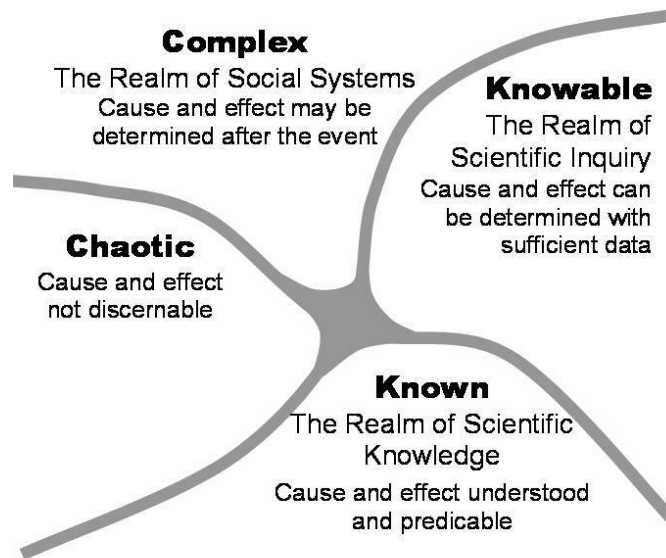 Complex
The Realm of Social Systems
Cause and effect may be
determined after the event
Knowable
The Realm of
Scientific Inquiry
Cause and effect can
be determined with
sufficient data
Chaotic
Cause and effect
not discernable
Known
The Realm of Scientific
Knowledge
Cause and effect understood
and predicable